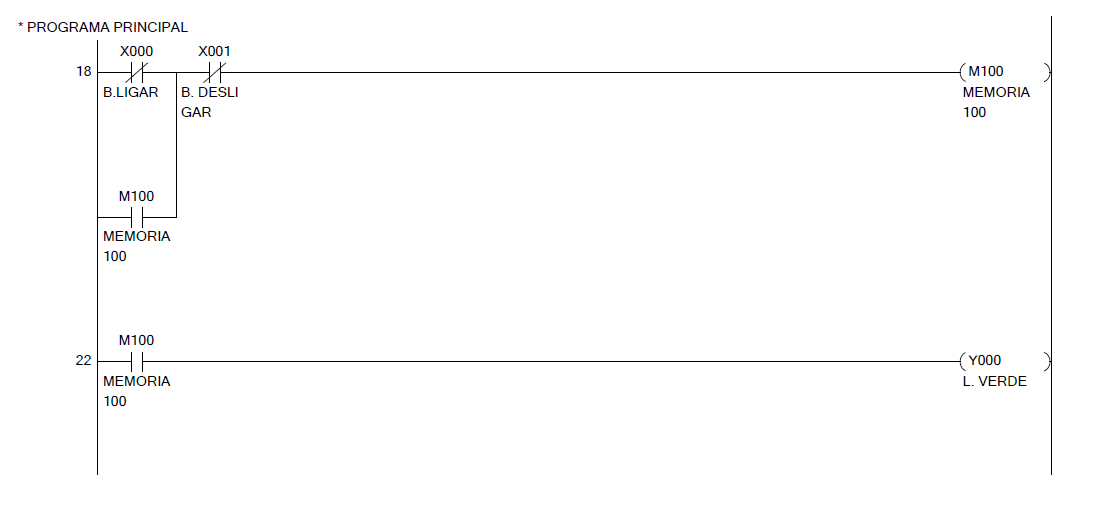 * PROGRAMA PRINCIPAL
X000 X001
18 M100
B.LIGAR B. DESLI MEMORIA
GAR 100
M100
MEMORIA
100
M100
22 Y000
MEMORIA L. VERDE
100